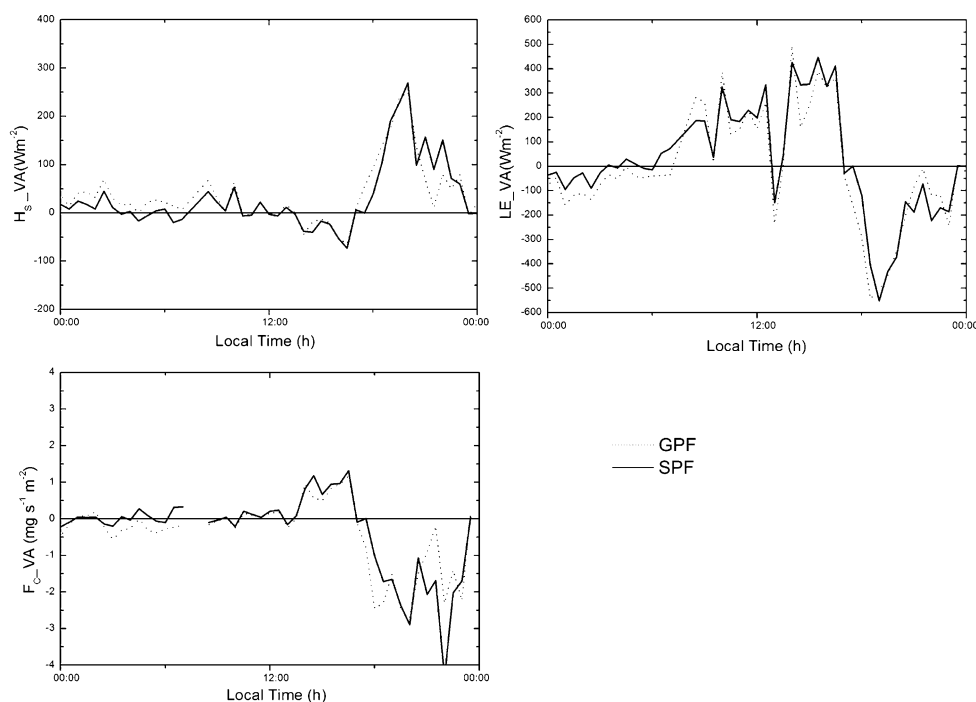 400
300
200
100
0
-100
-200
H_S_VA(Wm^-2)
00:00 12:00 00:00
Local Time (h)
600
500
400
300
200
100
0
-100
-200
-300
-400
-500
-600
LE_VA(Wm^-2)
00:00 12:00 00:00
Local Time (h)
4
3
2
1
0
-1
-2
-3
-4
F_C_VA (mg s^-1 m^-2)
00:00 12:00 00:00
Local Time (h)
GPF
SPF